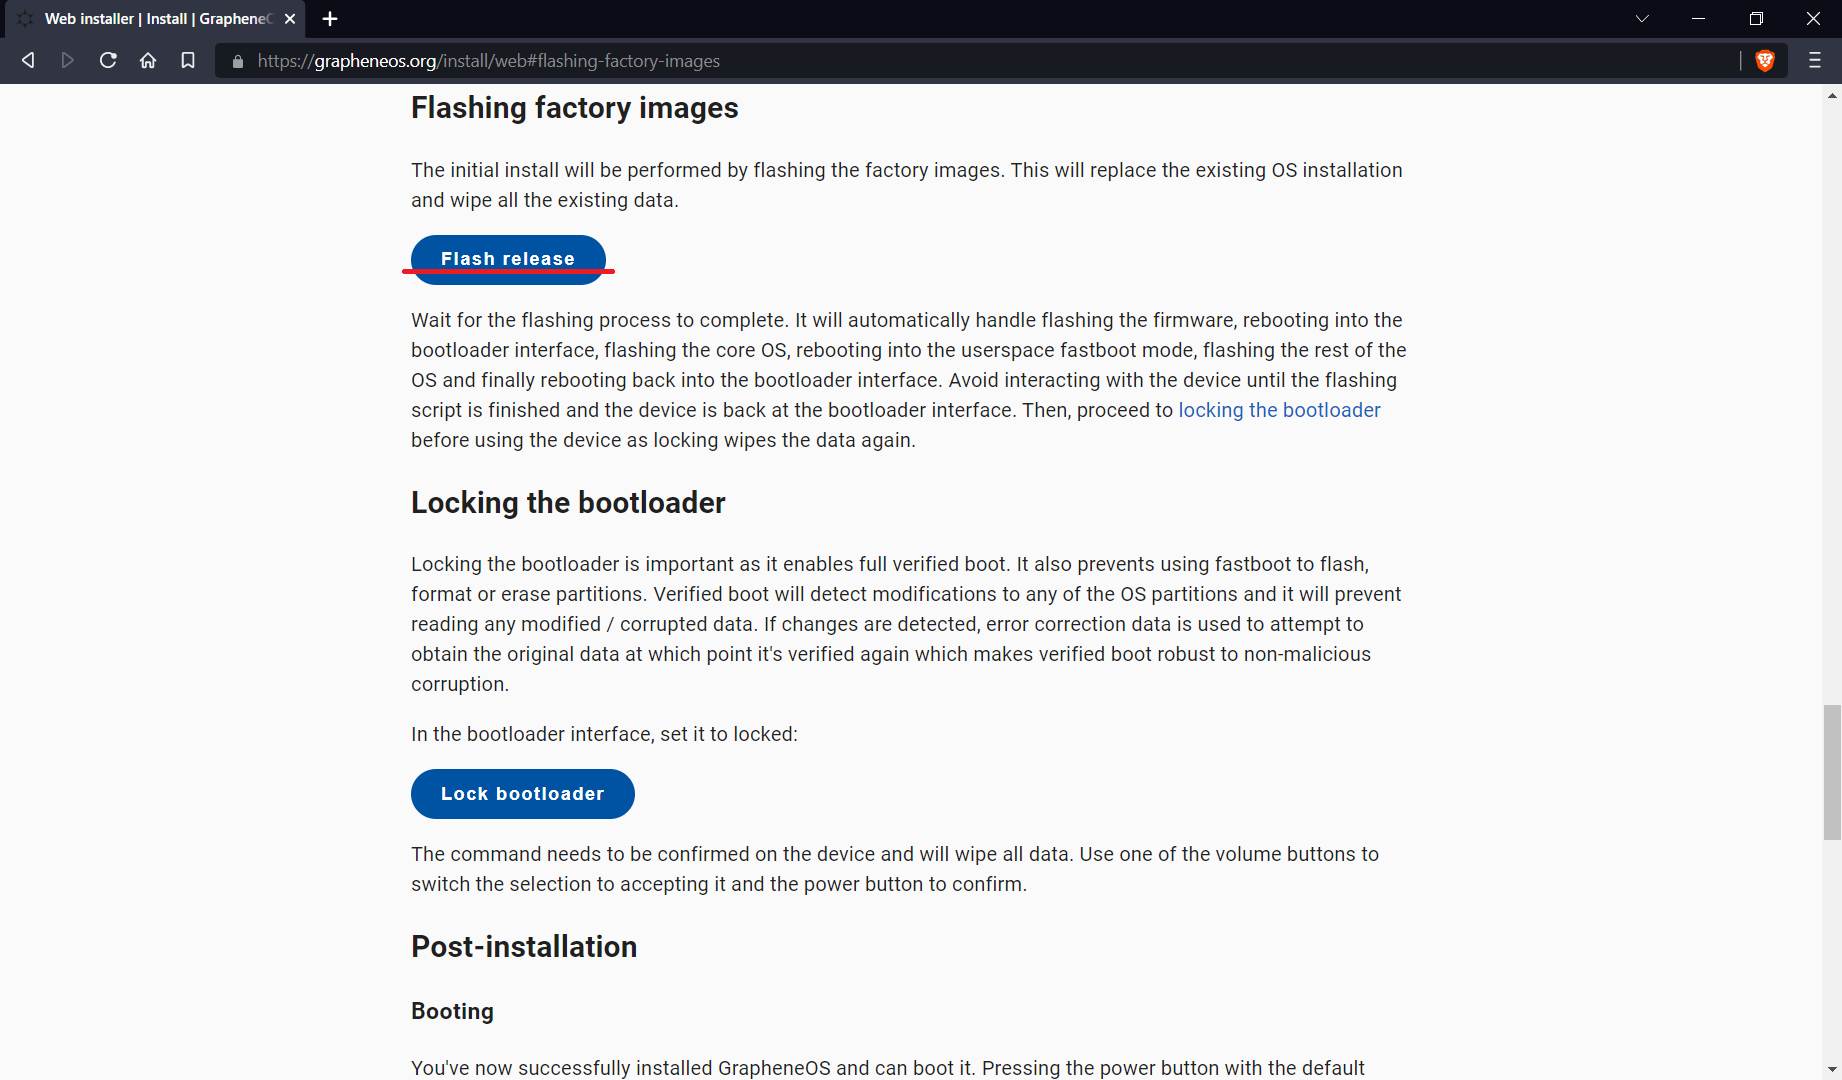 Web installer | Install | GrapheneO
https://grapheneos.org/install/web#flashing-factory-images
Flashing factory images
The initial install will be performed by flashing the factory images. This will replace the existing OS installation
and wipe all the existing data.
Flash release
Wait for the flashing process to complete. It will automatically handle flashing the firmware, rebooting into the
bootloader interface, flashing the core OS, rebooting into the userspace fastboot mode, flashing the rest of the
OS and finally rebooting back into the bootloader interface. Avoid interacting with the device until the flashing
script is finished and the device is back at the bootloader interface. Then, proceed to locking the bootloader
before using the device as locking wipes the data again.
Locking the bootloader
Locking the bootloader is important as it enables full verified boot. It also prevents using fastboot to flash,
format or erase partitions. Verified boot will detect modifications to any of the OS partitions and it will prevent
reading any modified / corrupted data. If changes are detected, error correction data is used to attempt to
obtain the original data at which point it's verified again which makes verified boot robust to non-malicious
corruption.
In the bootloader interface, set it to locked:
Lock bootloader
The command needs to be confirmed on the device and will wipe all data. Use one of the volume buttons to
switch the selection to accepting it and the power button to confirm.
Post-installation
Booting
You've now successfully installed GrapheneOS and can boot it. Pressing the power button with the default